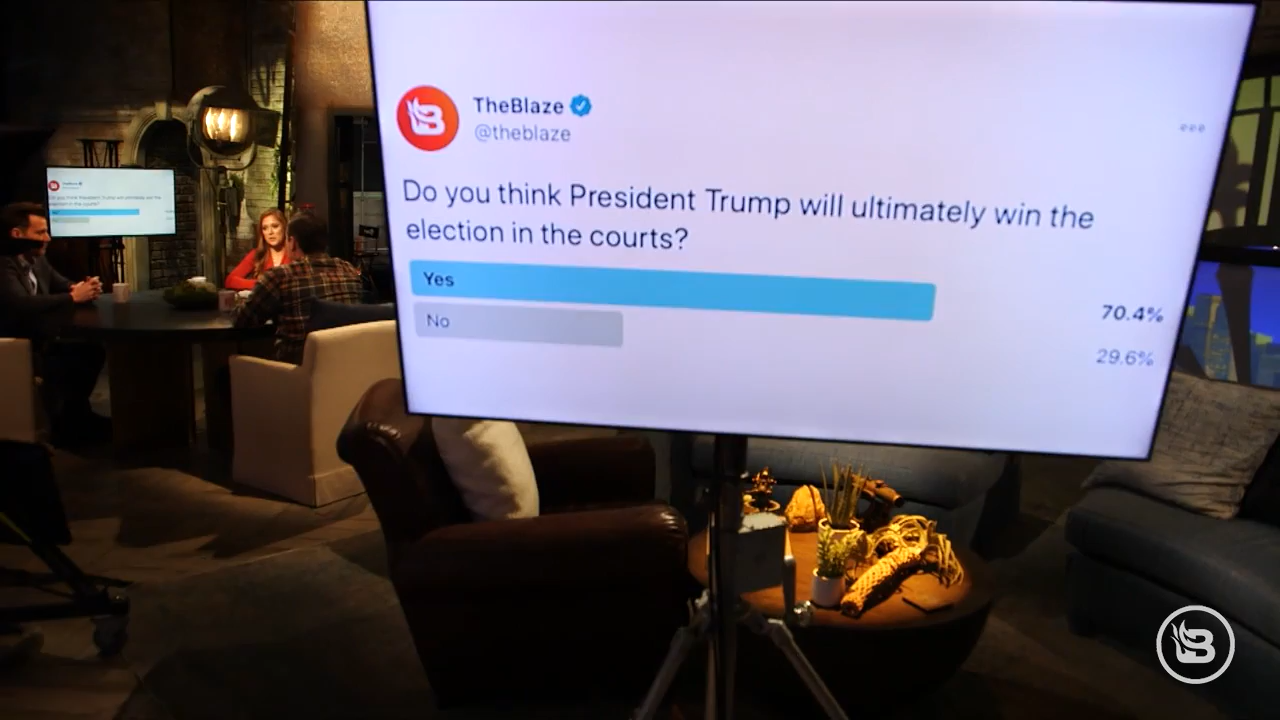 TheBlaze
@theblaze
Do you think President Trump will ultimately win the
election in the courts?
Yes
70.4%
No
29.6%